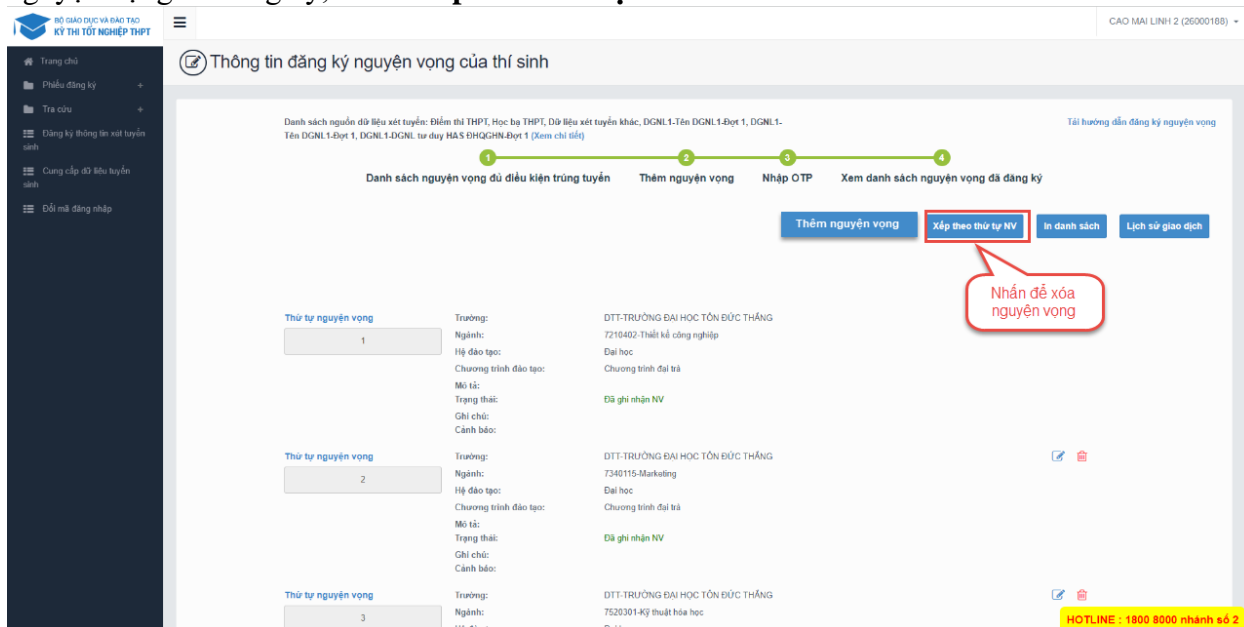 BỘ GIÁO DỤC VÀ ĐÀO TẠO
KỲ THI TỐT NGHIỆP THPT
CAO MAI LINH 2 (26000188)
Trang chủ
Phiếu đăng ký +
Tra cứu +
Đăng ký thông tin xét tuyển sinh
Cung cấp dữ liệu tuyển sinh
Đổi mã đăng nhập
Thông tin đăng ký nguyện vọng của thí sinh
Danh sách nguồn dữ liệu xét tuyển: Điểm thi THPT, Học bạ THPT, Dữ liệu xét tuyển khác, DGNL1-Tên DGNL1-Đợt 1, DGNL1-
Tên DGNL1-Đợt 1, DGNL1-DGNL tư duy HAS ĐHQGHN-Đợt 1 (Xem chi tiết)
Tải hướng dẫn đăng ký nguyện vọng
1 2 3 4
Danh sách nguyện vọng đủ điều kiện trúng tuyển Thêm nguyện vọng Nhập OTP Xem danh sách nguyện vọng đã đăng ký
Thêm nguyện vọng Xếp theo thứ tự NV In danh sách Lịch sử giao dịch
Nhấn để xóa
nguyện vọng
Thứ tự nguyện vọng Trường: DTT-TRƯỜNG ĐẠI HỌC TÔN ĐỨC THẮNG
1 Ngành: 7210402-Thiết kế công nghiệp
Hệ đào tạo: Đại học
Chương trình đào tạo: Chương trình đại trà
Mô tả:
Trạng thái: Đã ghi nhận NV
Ghi chú:
Cảnh báo:
Thứ tự nguyện vọng Trường: DTT-TRƯỜNG ĐẠI HỌC TÔN ĐỨC THẮNG
2 Ngành: 7340115-Marketing
Hệ đào tạo: Đại học
Chương trình đào tạo: Chương trình đại trà
Mô tả:
Trạng thái: Đã ghi nhận NV
Ghi chú:
Cảnh báo:
Thứ tự nguyện vọng Trường: DTT-TRƯỜNG ĐẠI HỌC TÔN ĐỨC THẮNG
3 Ngành: 7520301-Kỹ thuật hóa học
HOTLINE : 1800 8000 nhánh số 2